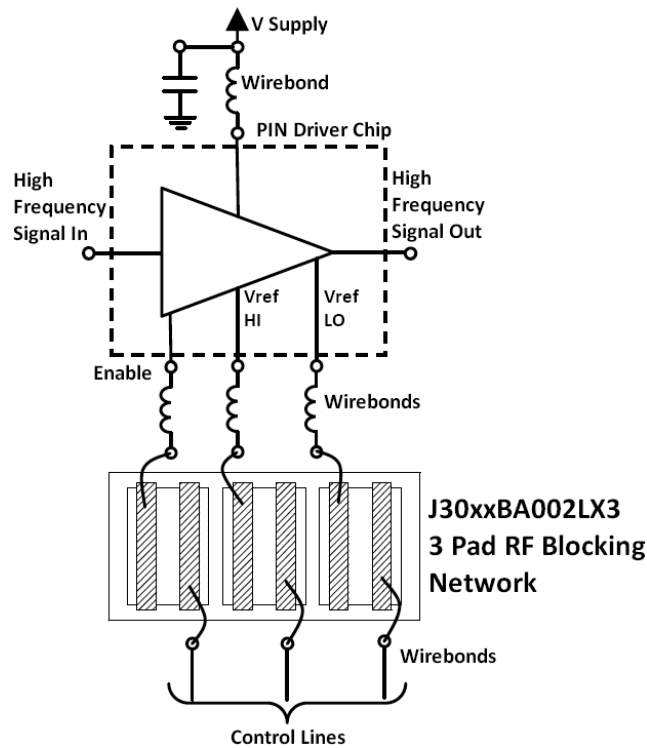 V Supply
Wirebond
PIN Driver Chip
High
Frequency
Signal In
High
Frequency
Signal Out
Vref
HI
Vref
LO
Enable
Wirebonds
J30xxBA002LX3
3 Pad RF Blocking
Network
Wirebonds
Control Lines